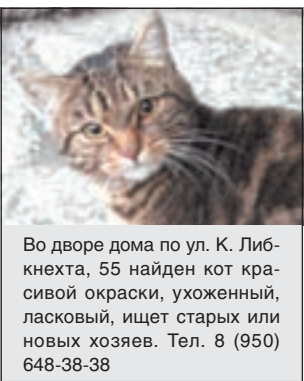 Во дворе дома по ул. К. Либ-
кнехта, 55 найден кот кра-
сивой окраски, ухоженный,
ласковый, ищет старых или
новых хозяев. Тел. 8 (950)
648-38-38